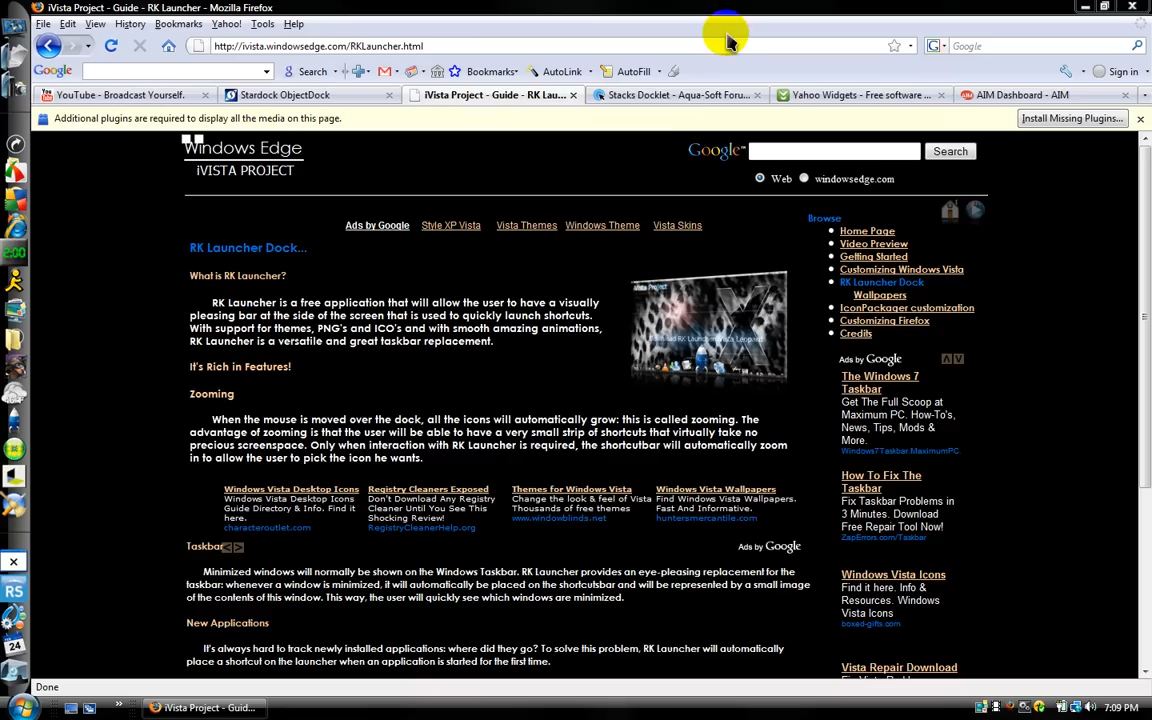 iVista Project - Guide - RK Launcher - Mozilla Firefox
File Edit View History Bookmarks Yahoo! Tools Help
http://ivista.windowsedge.com/RKLauncher.html
Google
Google Search Bookmarks AutoLink AutoFill Sign in
YouTube - Broadcast Yourself.
Stardock ObjectDock
iVista Project - Guide - RK Lau...
Stacks Docklet - Aqua-Soft Foru...
Yahoo Widgets - Free software ...
AIM Dashboard - AIM
Additional plugins are required to display all the media on this page.
Install Missing Plugins...
Windows Edge
iVISTA PROJECT
Google™ Search
Web windowsedge.com
Ads by Google Style XP Vista Vista Themes Windows Theme Vista Skins
RK Launcher Dock...
What is RK Launcher?
RK Launcher is a free application that will allow the user to have a visually
pleasing bar at the side of the screen that is used to quickly launch shortcuts.
With support for themes, PNG's and ICO's and with smooth amazing animations,
RK Launcher is a versatile and great taskbar replacement.
It's Rich in Features!
Zooming
When the mouse is moved over the dock, all the icons will automatically grow: this is called zooming. The
advantage of zooming is that the user will be able to have a very small strip of shortcuts that virtually take no
precious screenspace. Only when interaction with RK Launcher is required, the shortcutbar will automatically zoom
in to allow the user to pick the icon he wants.
Windows Vista Desktop Icons
Windows Vista Desktop Icons
Guide Directory & Info. Find it
here.
characteroutlet.com
Registry Cleaners Exposed
Don't Download Any Registry
Cleaner Until You See This
Shocking Review!
RegistryCleanerHelp.org
Themes for Windows Vista
Change the look & feel of Vista
Thousands of free themes
www.windowblinds.net
Windows Vista Wallpapers
Find Windows Vista Wallpapers.
Fast And Informative.
huntersmercantile.com
Taskbar
Ads by Google
Minimized windows will normally be shown on the Windows Taskbar. RK Launcher provides an eye-pleasing replacement for the
taskbar: whenever a window is minimized, it will automatically be placed on the shortcutsbar and will be represented by a small image
of the contents of this window. This way, the user will quickly see which windows are minimized.
New Applications
It's always hard to track newly installed applications: where did they go? To solve this problem, RK Launcher will automatically
place a shortcut on the launcher when an application is started for the first time.
Browse
Home Page
Video Preview
Getting Started
Customizing Windows Vista
RK Launcher Dock
Wallpapers
IconPackager customization
Customizing Firefox
Credits
Ads by Google
The Windows 7
Taskbar
Get The Full Scoop at
Maximum PC. How-To's,
News, Tips, Mods &
More.
Windows7Taskbar.MaximumPC.
How To Fix The
Taskbar
Fix Taskbar Problems in
3 Minutes. Download
Free Repair Tool Now!
ZapErrors.com/Taskbar
Windows Vista Icons
Find it here. Info &
Resources. Windows
Vista Icons
boxed-gifts.com
Vista Repair Download
2:00
RS
24
Done
iVista Project - Guid...
7:09 PM